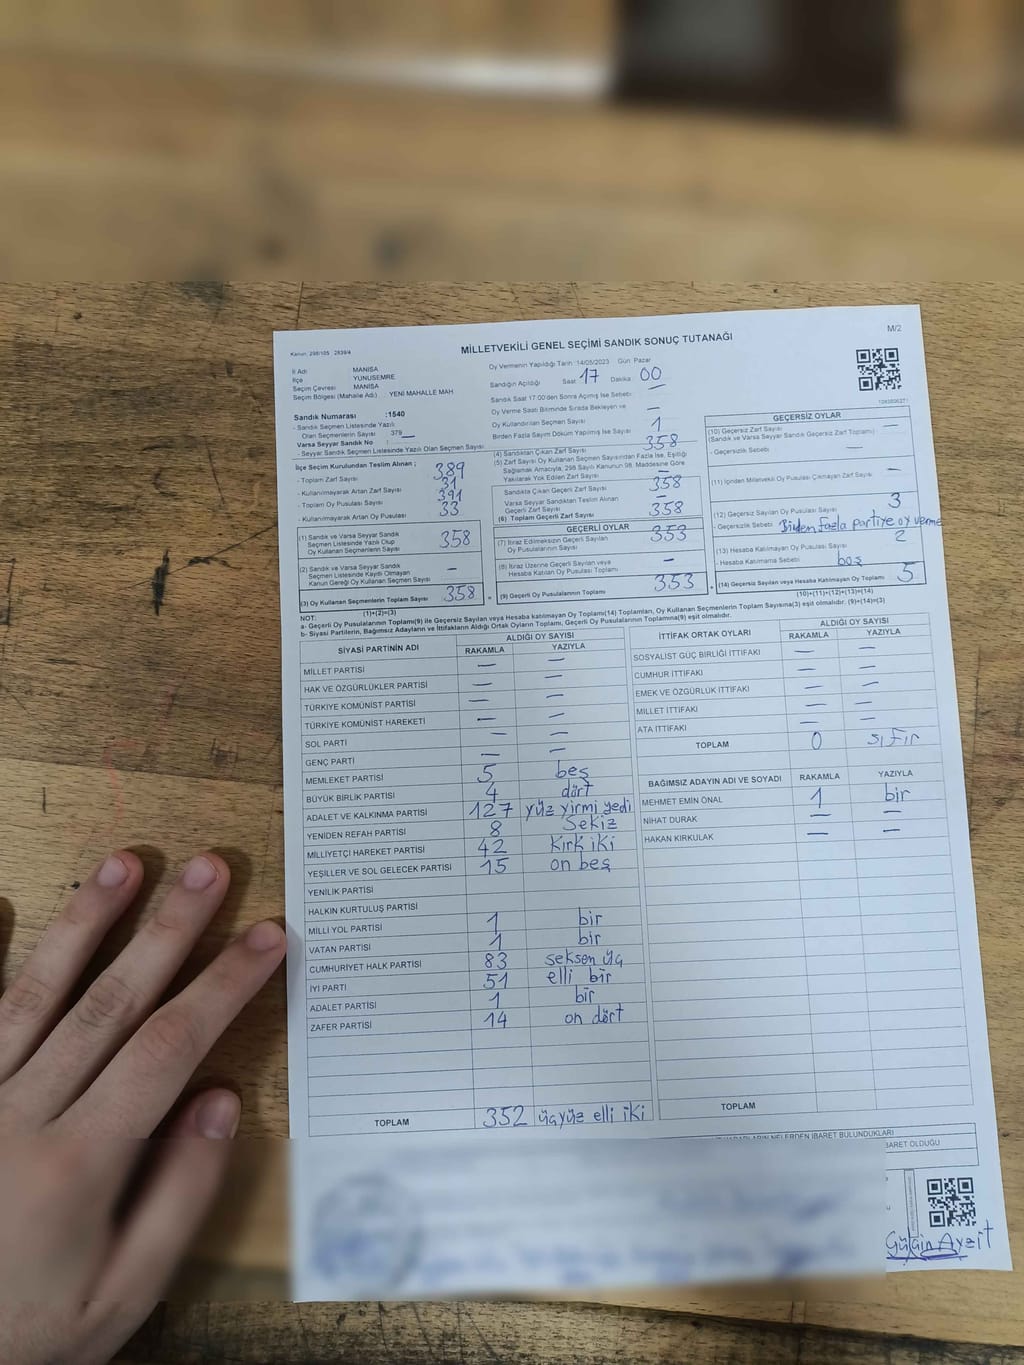 Kanun: 298/105 2839/4
M/2
MİLLETVEKİLİ GENEL SEÇİMİ SANDIK SONUÇ TUTANAĞI
İl Adı MANİSA
İlçe YUNUSEMRE
Seçim Çevresi MANİSA
Seçim Bölgesi (Mahalle Adı) YENİ MAHALLE MAH
Sandık Numarası :1540
- Sandık Seçmen Listesinde Yazılı
Olan Seçmenlerin Sayısı 379
Varsa Seyyar Sandık No :
- Seyyar Sandık Seçmen Listesinde Yazılı Olan Seçmen Sayısı
Oy Vermenin Yapıldığı Tarih :14/05/2023 Gün: Pazar
Sandığın Açıldığı Saat 17 Dakika 00
Sandık Saat 17:00'den Sonra Açılmış İse Sebebi —
Oy Verme Saati Bitiminde Sırada Bekleyen ve
Oy Kullandırılan Seçmen Sayısı —
Birden Fazla Sayım Döküm Yapılmış İse Sayısı 1
İlçe Seçim Kurulundan Teslim Alınan ;
- Toplam Zarf Sayısı 389
- Kullanılmayarak Artan Zarf Sayısı 31
- Toplam Oy Pusulası Sayısı 391
- Kullanılmayarak Artan Oy Pusulası 33
(1) Sandık ve Varsa Seyyar Sandık
Seçmen Listesinde Yazılı Olup
Oy Kullanan Seçmenlerin Sayısı 358
(2) Sandık ve Varsa Seyyar Sandık
Seçmen Listesinde Kaydı Olmayan
Kanun Gereği Oy Kullanan Seçmen Sayısı —
(3) Oy Kullanan Seçmenlerin Toplam Sayısı 358
(1)+(2)=(3)
(4) Sandıktan Çıkan Zarf Sayısı 358
(5) Zarf Sayısı Oy Kullanan Seçmen Sayısından Fazla İse, Eşitliği
Sağlamak Amacıyla, 298 Sayılı Kanunun 98. Maddesine Göre
Yakılarak Yok Edilen Zarf Sayısı —
Sandıkta Çıkan Geçerli Zarf Sayısı 358
Varsa Seyyar Sandıktan Teslim Alınan
Geçerli Zarf Sayısı —
(6) Toplam Geçerli Zarf Sayısı 358
GEÇERLİ OYLAR
(7) İtiraz Edilmeksizin Geçerli Sayılan
Oy Pusulalarının Sayısı 353
(8) İtiraz Üzerine Geçerli Sayılan veya
Hesaba Katılan Oy Pusulası Toplamı —
(9) Geçerli Oy Pusulalarının Toplamı 353
GEÇERSİZ OYLAR
(10) Geçersiz Zarf Sayısı
(Sandık ve Varsa Seyyar Sandık Geçersiz Zarf Toplamı) —
- Geçersizlik Sebebi —
(11) İçinden Milletvekili Oy Pusulası Çıkmayan Zarf Sayısı —
(12) Geçersiz Sayılan Oy Pusulası Sayısı 3
- Geçersizlik Sebebi Birden fazla partiye oy verme
(13) Hesaba Katılmayan Oy Pusulası Sayısı 2
- Hesaba Katılmama Sebebi boş
(14) Geçersiz Sayılan veya Hesaba Katılmayan Oy Toplamı 5
(10)+(11)+(12)+(13)=(14)
NOT:
a- Geçerli Oy Pusulalarının Toplamı(9) ile Geçersiz Sayılan veya Hesaba katılmayan Oy Toplamı(14) Toplamları, Oy Kullanan Seçmenlerin Toplam Sayısına(3) eşit olmalıdır. (9)+(14)=(3)
b- Siyasi Partilerin, Bağımsız Adayların ve İttifakların Aldığı Oy Sayıları Toplamı, Geçerli Oy Pusulalarının Toplamına(9) eşit olmalıdır.
SİYASİ PARTİNİN ADI ALDIĞI OY SAYISI
RAKAMLA YAZIYLA
MİLLET PARTİSİ — —
HAK VE ÖZGÜRLÜKLER PARTİSİ — —
TÜRKİYE KOMÜNİST PARTİSİ — —
TÜRKİYE KOMÜNİST HAREKETİ — —
SOL PARTİ — —
GENÇ PARTİ — —
MEMLEKET PARTİSİ 5 beş
BÜYÜK BİRLİK PARTİSİ 4 dört
ADALET VE KALKINMA PARTİSİ 127 yüz yirmi yedi
YENİDEN REFAH PARTİSİ 8 Sekiz
MİLLİYETÇİ HAREKET PARTİSİ 42 Kırk iki
YEŞİLLER VE SOL GELECEK PARTİSİ 15 on beş
YENİLİK PARTİSİ
HALKIN KURTULUŞ PARTİSİ
MİLLİ YOL PARTİSİ 1 bir
VATAN PARTİSİ 1 bir
CUMHURİYET HALK PARTİSİ 83 seksen üç
İYİ PARTİ 51 elli bir
ADALET PARTİSİ 1 bir
ZAFER PARTİSİ 14 on dört
TOPLAM 352 üçyüz elli iki
İTTİFAK ORTAK OYLARI ALDIĞI OY SAYISI
RAKAMLA YAZIYLA
SOSYALİST GÜÇ BİRLİĞİ İTTİFAKI — —
CUMHUR İTTİFAKI — —
EMEK VE ÖZGÜRLÜK İTTİFAKI — —
MİLLET İTTİFAKI — —
ATA İTTİFAKI — —
TOPLAM 0 sıfır
BAĞIMSIZ ADAYIN ADI VE SOYADI RAKAMLA YAZIYLA
MEHMET EMİN ÖNAL 1 bir
NİHAT DURAK — —
HAKAN KIRKULAK — —
TOPLAM
NELERDEN İBARET BULUNDUKLARI
İBARET OLDUĞU